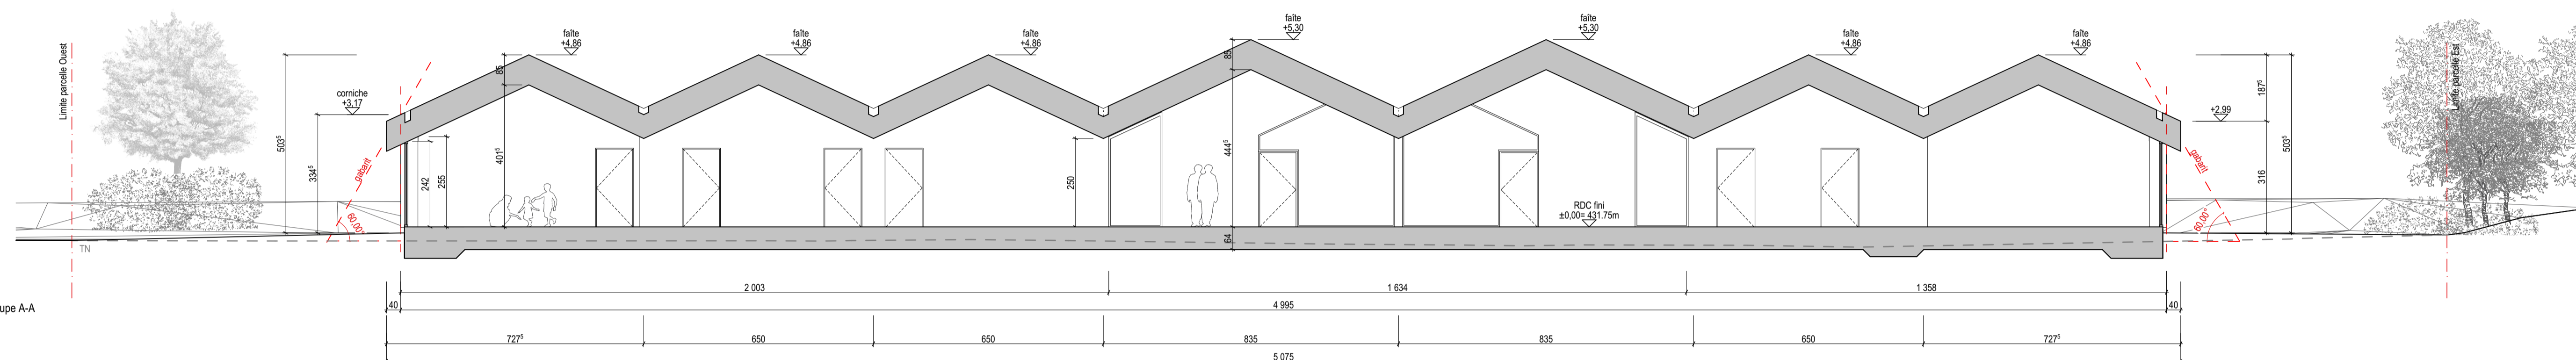 faîte
+5,30
faîte
+5,30
faîte
+4,86
faîte
+4,86
faîte
+4,86
faîte
+4,86
faîte
+4,86
Limite parcelle Ouest
Limite parcelle Est
corniche
+3,17
+2,99
85
85
503⁵
334⁵
401⁵
444⁵
187⁵
503⁵
316
gabarit
gabarit
242
255
250
60,00°
60,00°
RDC fini
±0,00= 431.75m
64
TN
2 003
1 634
1 358
40
4 995
40
upe A-A
727⁵
650
650
835
835
650
727⁵
5 075